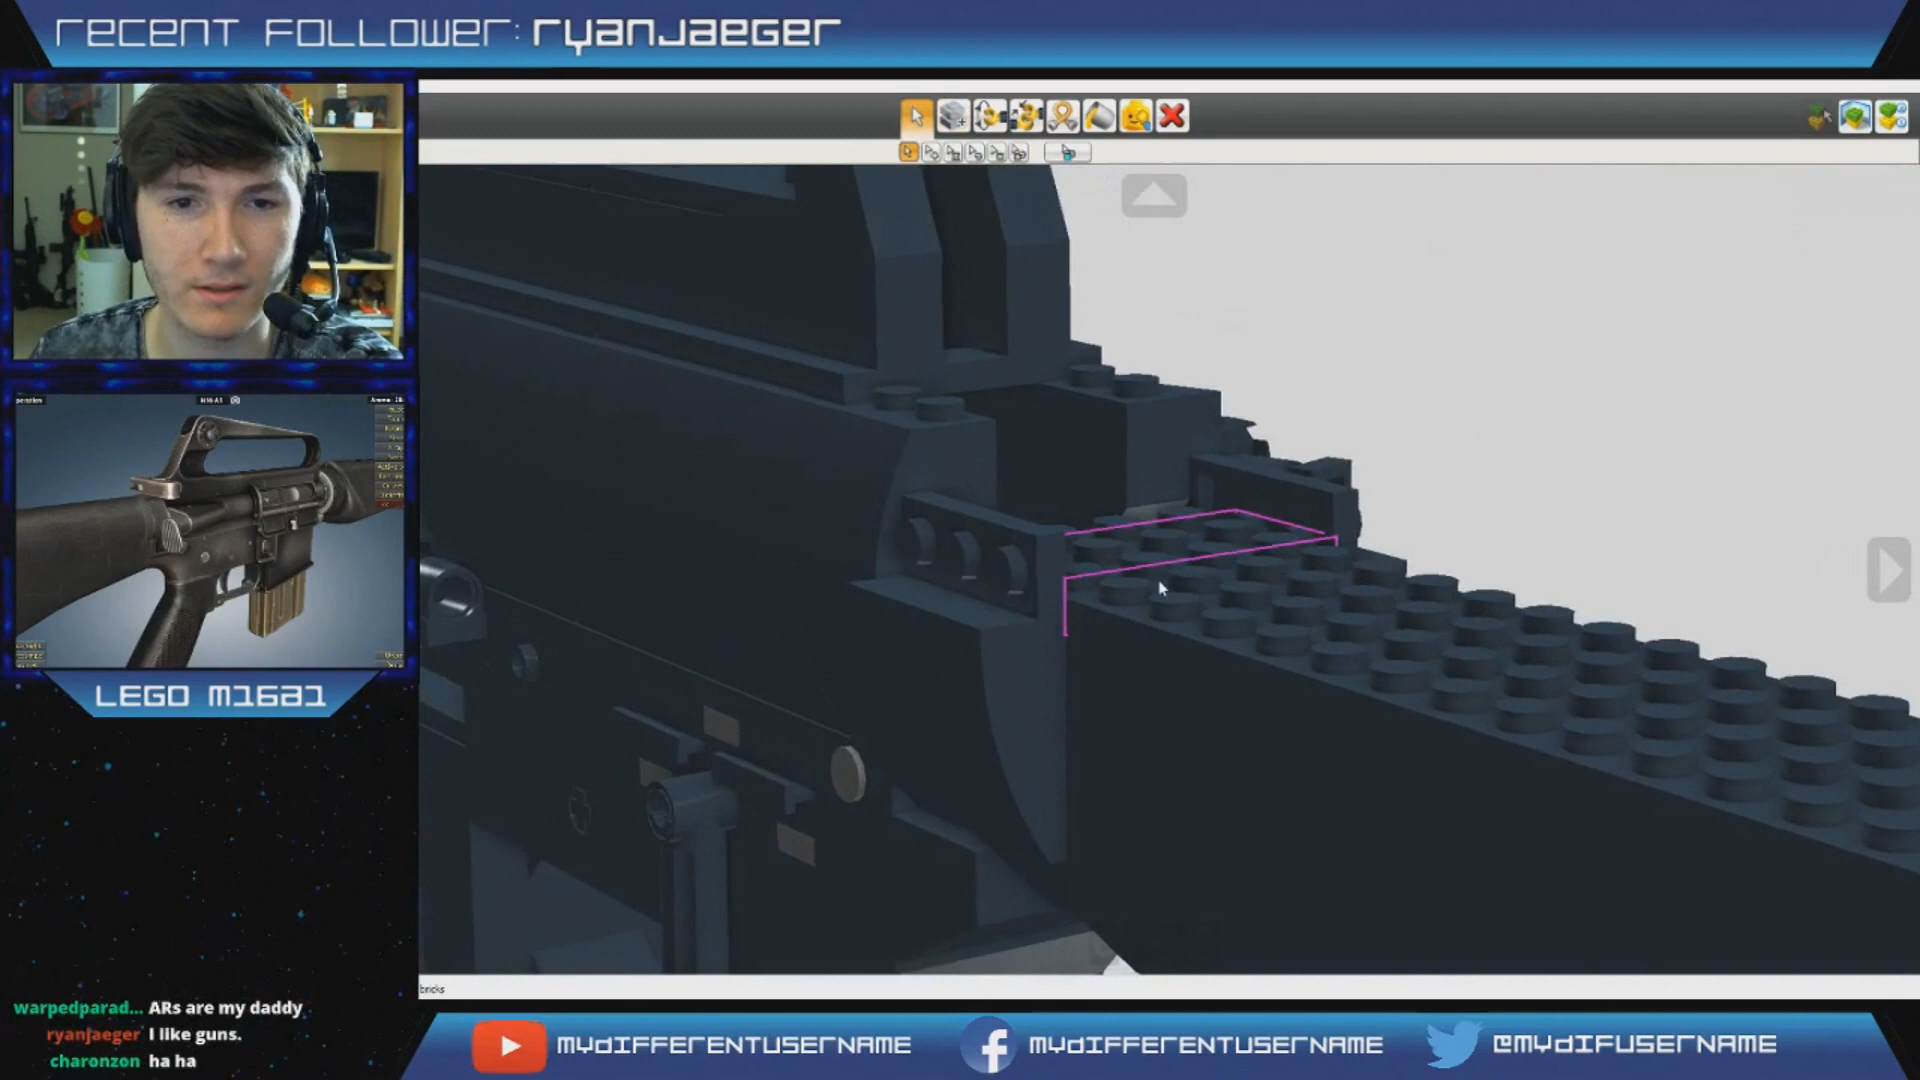 recent follower: ryanjaeger
M16A1
LEGO M16A1
bricks
warpedparad... ARs are my daddy
ryanjaeger I like guns.
charonzon ha ha
mydifferentusername
mydifferentusername
@mydifusername